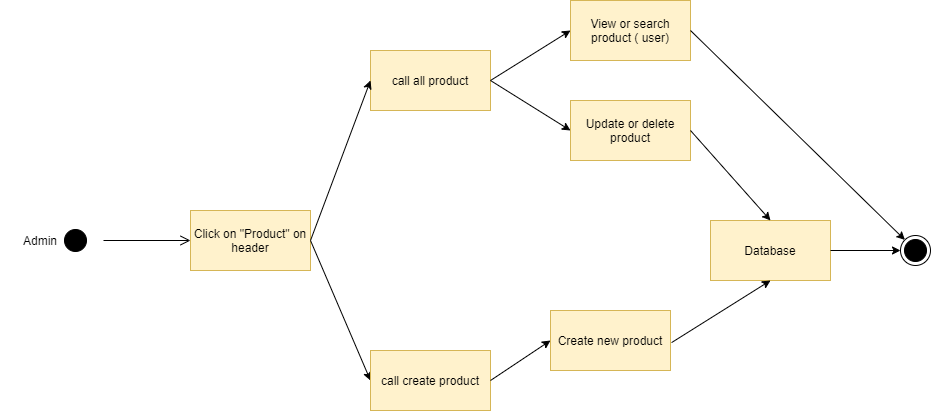 View or search
product ( user)
call all product
Update or delete
product
Admin
Click on "Product" on
header
Database
Create new product
call create product